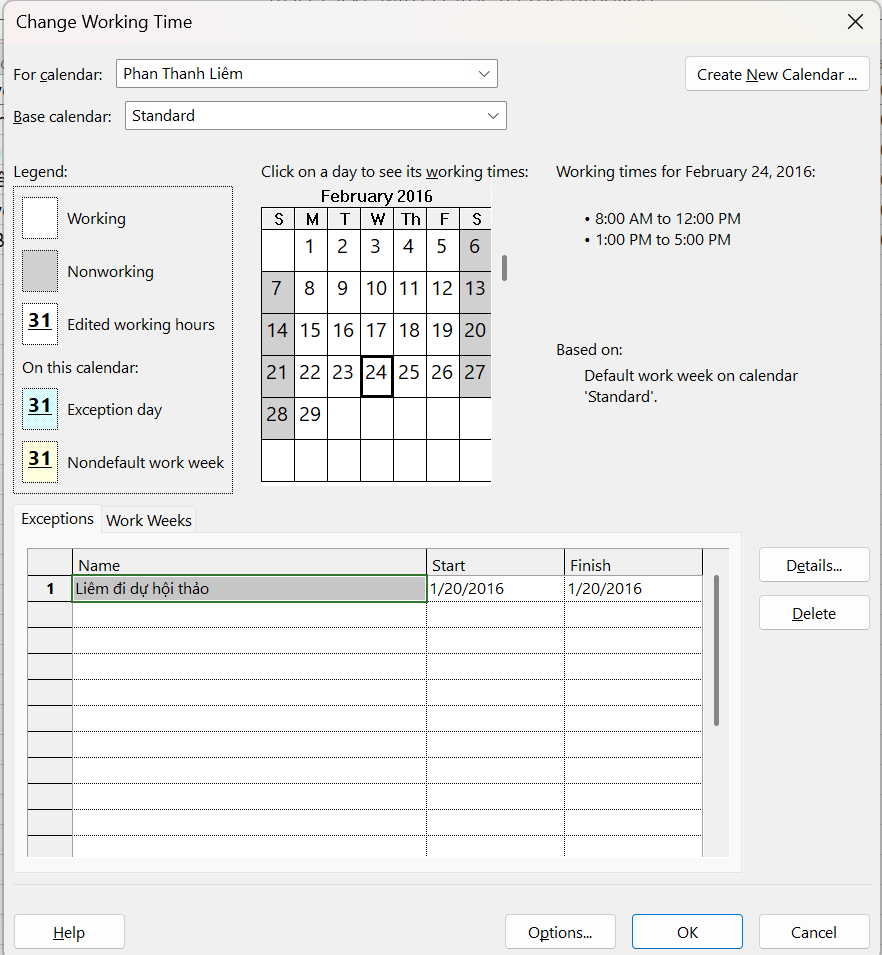 Change Working Time
For calendar: Phan Thanh Liêm
Create New Calendar ...
Base calendar: Standard
Legend:
Working
Nonworking
31 Edited working hours
On this calendar:
31 Exception day
31 Nondefault work week
Click on a day to see its working times:
February 2016
S M T W Th F S
1 2 3 4 5 6
7 8 9 10 11 12 13
14 15 16 17 18 19 20
21 22 23 24 25 26 27
28 29
Working times for February 24, 2016:
• 8:00 AM to 12:00 PM
• 1:00 PM to 5:00 PM
Based on:
Default work week on calendar
'Standard'.
Exceptions Work Weeks
Name Start Finish
1 Liêm đi dự hội thảo 1/20/2016 1/20/2016
Details...
Delete
Help Options... OK Cancel